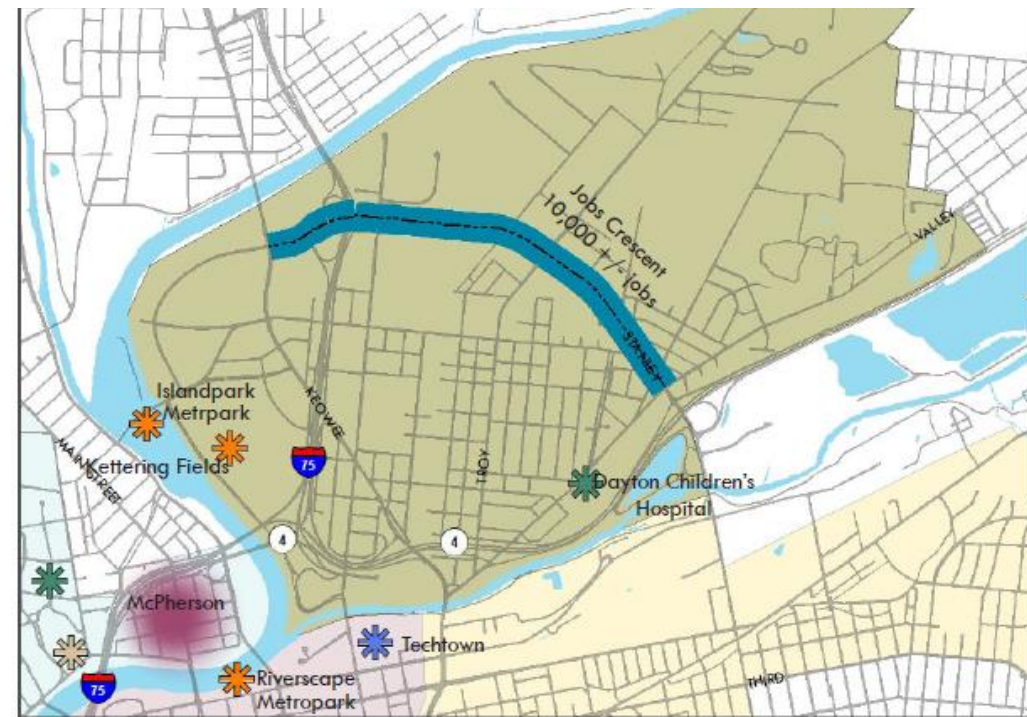 Jobs Crescent
10,000 +/- jobs
VALLEY
STANLEY
Islandpark
Metrpark
KEOWEE
MAIN STREET
Kettering Fields
75
TROY
Dayton Children's
Hospital
4
4
McPherson
Techtown
Riverscape
Metropark
75
THIRD